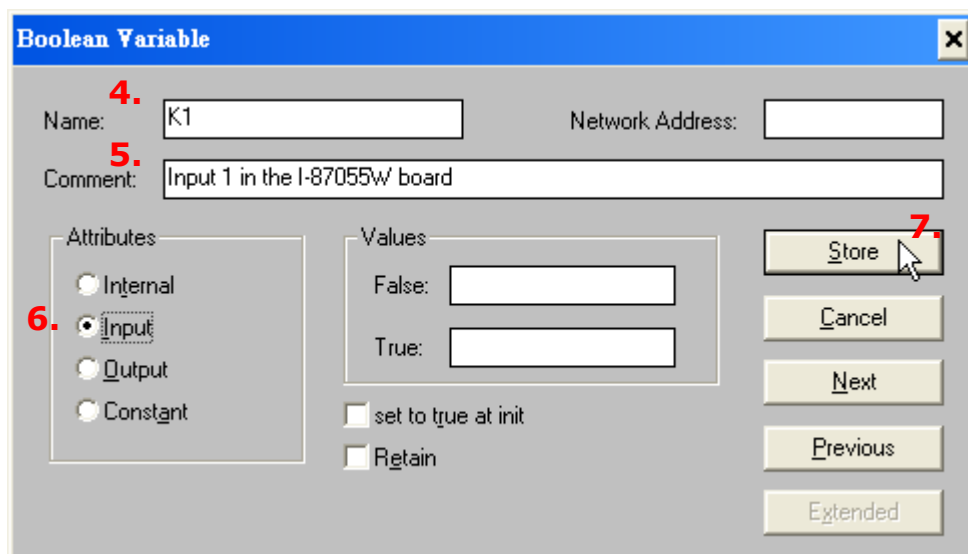 Boolean Variable
4.
Name: K1 Network Address:
5.
Comment: Input 1 in the I-87055W board
Attributes
Internal
6. Input
Output
Constant
Values
False:
True:
set to true at init
Retain
7.
Store
Cancel
Next
Previous
Extended